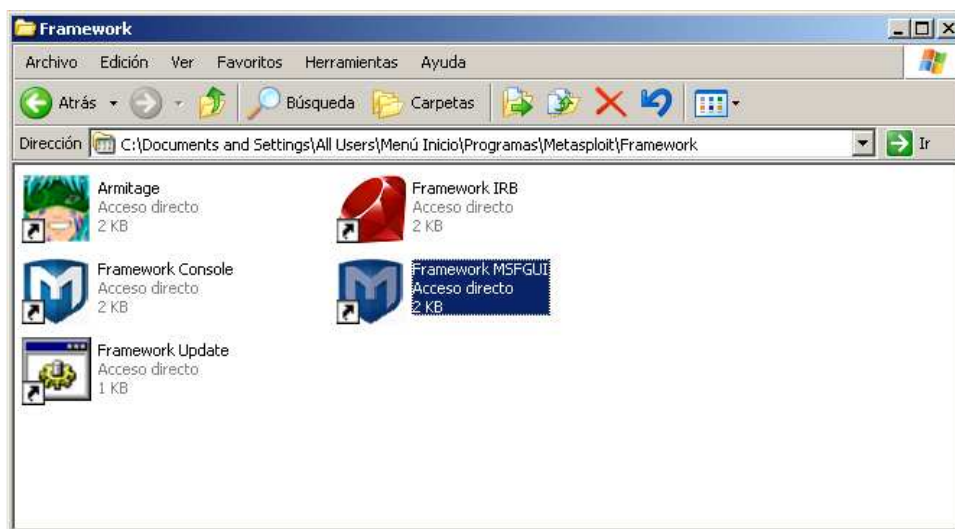 Framework
Archivo Edición Ver Favoritos Herramientas Ayuda
Atrás Búsqueda Carpetas
Dirección C:\Documents and Settings\All Users\Menú Inicio\Programas\Metasploit\Framework Ir
Armitage
Acceso directo
2 KB
Framework IRB
Acceso directo
2 KB
Framework Console
Acceso directo
2 KB
Framework MSFGUI
Acceso directo
2 KB
Framework Update
Acceso directo
1 KB